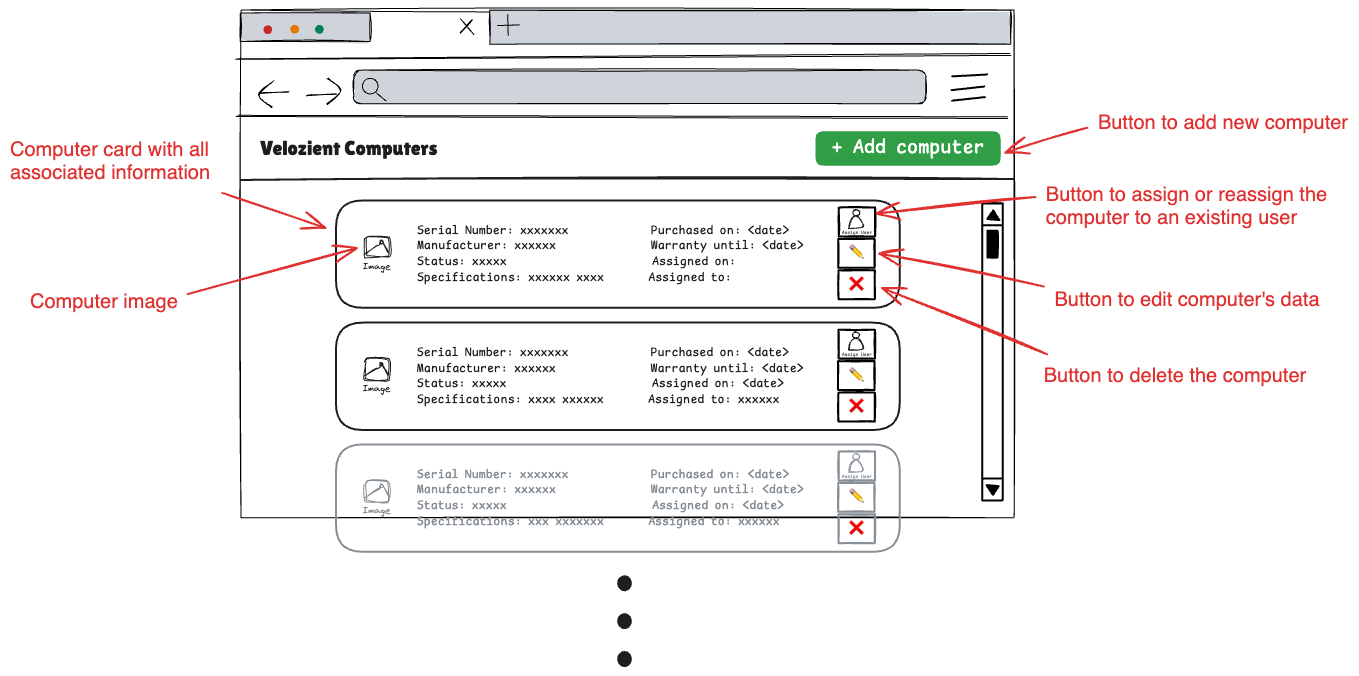 Velozient Computers
+ Add computer
Button to add new computer
Computer card with all
associated information
Button to assign or reassign the
computer to an existing user
Computer image
Button to edit computer's data
Button to delete the computer
Image
Serial Number: xxxxxxx
Manufacturer: xxxxxx
Status: xxxxx
Specifications: xxxxxx xxxx
Purchased on: <date>
Warranty until: <date>
Assigned on:
Assigned to:
Assign User
Image
Serial Number: xxxxxxx
Manufacturer: xxxxxx
Status: xxxxx
Specifications: xxxx xxxxxx
Purchased on: <date>
Warranty until: <date>
Assigned on: <date>
Assigned to: xxxxxx
Assign User
Image
Serial Number: xxxxxxx
Manufacturer: xxxxxx
Status: xxxxx
Specifications: xxx xxxxxxx
Purchased on: <date>
Warranty until: <date>
Assigned on: <date>
Assigned to: xxxxxx
Assign User